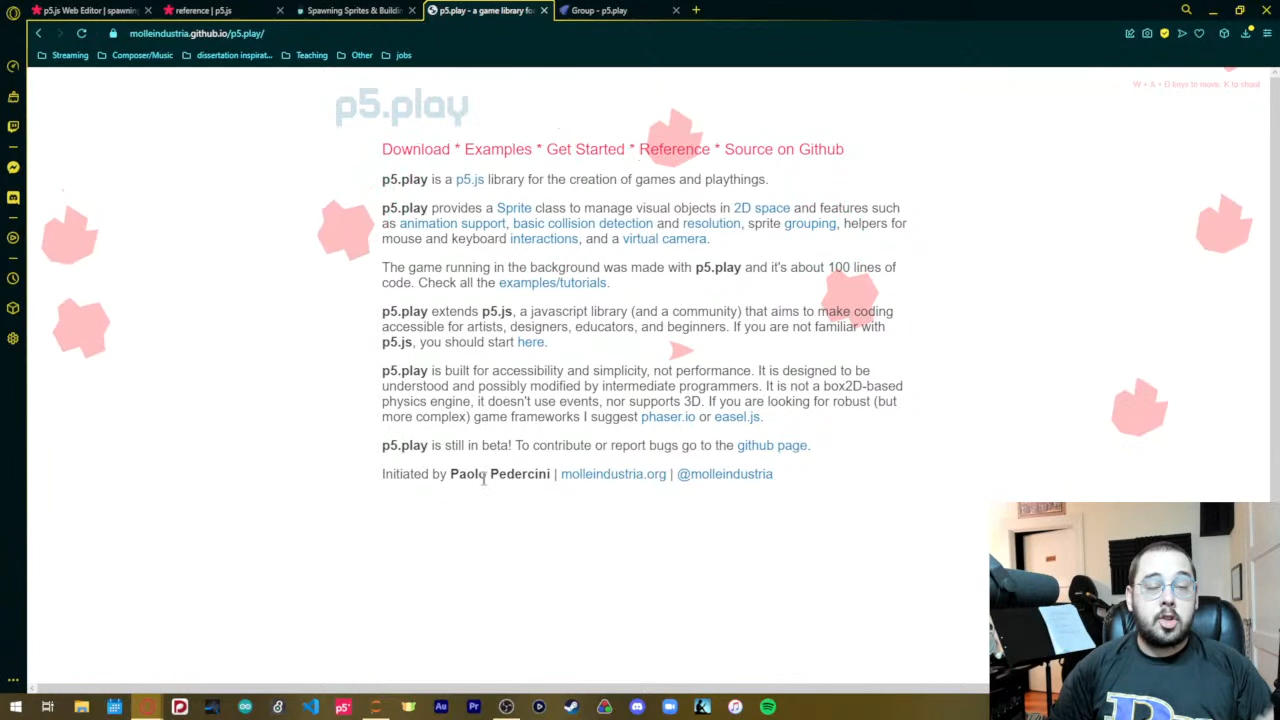 p5.js Web Editor | spawnin
reference | p5.js
Spawning Sprites & Buildin
p5.play - a game library fo
Group - p5.play
molleindustria.github.io/p5.play/
Streaming
Composer/Music
dissertation inspirat...
Teaching
Other
jobs
W + A + D keys to move. K to shoot
p5.play
Download * Examples * Get Started * Reference * Source on Github
p5.play is a p5.js library for the creation of games and playthings.
p5.play provides a Sprite class to manage visual objects in 2D space and features such
as animation support, basic collision detection and resolution, sprite grouping, helpers for
mouse and keyboard interactions, and a virtual camera.
The game running in the background was made with p5.play and it's about 100 lines of
code. Check all the examples/tutorials.
p5.play extends p5.js, a javascript library (and a community) that aims to make coding
accessible for artists, designers, educators, and beginners. If you are not familiar with
p5.js, you should start here.
p5.play is built for accessibility and simplicity, not performance. It is designed to be
understood and possibly modified by intermediate programmers. It is not a box2D-based
physics engine, it doesn't use events, nor supports 3D. If you are looking for robust (but
more complex) game frameworks I suggest phaser.io or easel.js.
p5.play is still in beta! To contribute or report bugs go to the github page.
Initiated by Paolo Pedercini | molleindustria.org | @molleindustria
p5*
Au
Pr